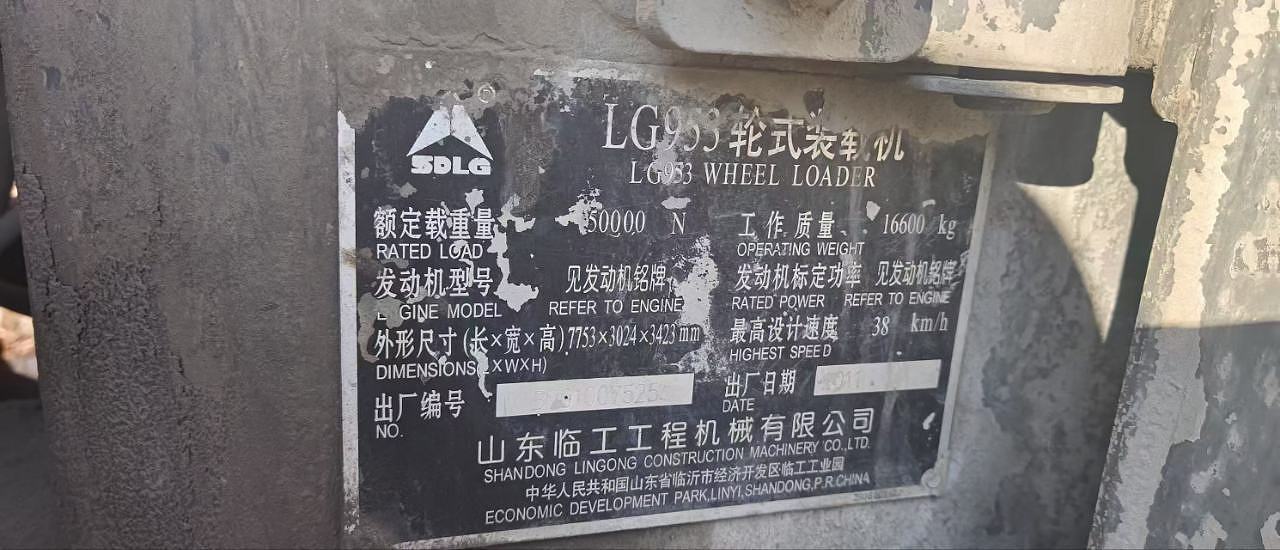 SDLG
LG953 轮式装载机
LG953 WHEEL LOADER
额定载重量 50000 N 工作质量 16600 kg
RATED LOAD OPERATING WEIGHT
发动机型号 见发动机铭牌 发动机标定功率 见发动机铭牌
ENGINE MODEL REFER TO ENGINE RATED POWER REFER TO ENGINE
外形尺寸(长×宽×高) 7753×3024×3423 mm 最高设计速度 38 km/h
DIMENSIONS(L×W×H) HIGHEST SPEED
出厂编号 出厂日期
NO. DATE
山东临工工程机械有限公司
SHANDONG LINGONG CONSTRUCTION MACHINERY CO.,LTD.
中华人民共和国山东省临沂市经济开发区临工工业园
ECONOMIC DEVELOPMENT PARK,LINYI,SHANDONG,P.R.CHINA